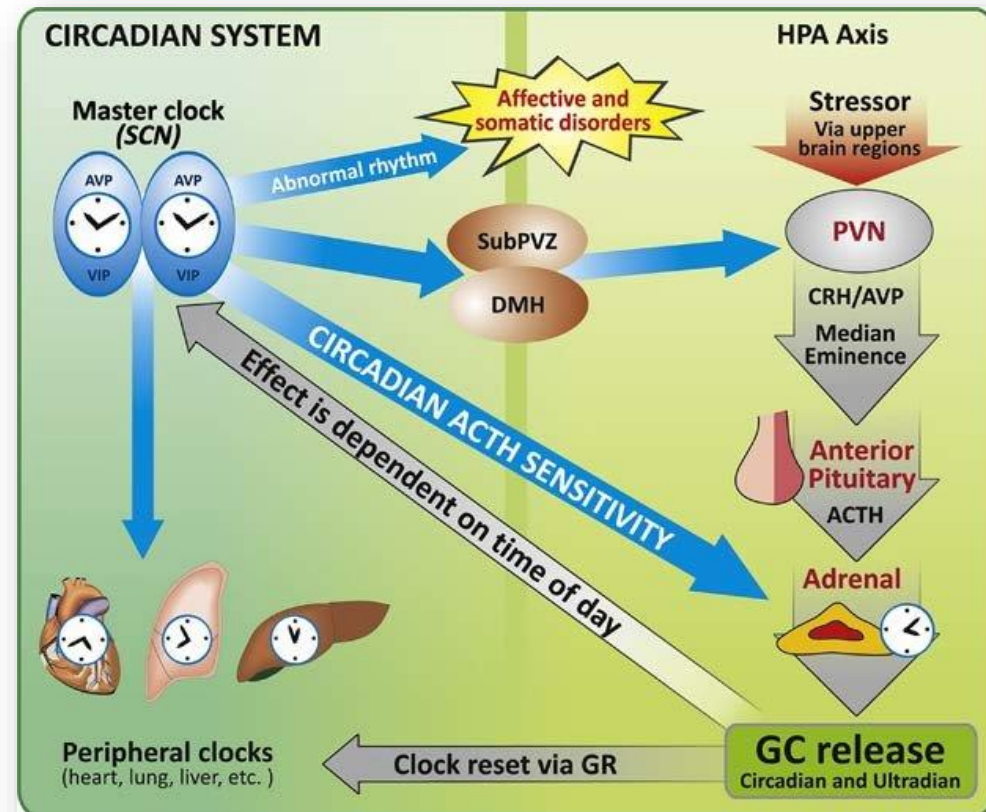 CIRCADIAN SYSTEM
HPA Axis
Master clock
(SCN)
AVP
AVP
VIP
VIP
Abnormal rhythm
Affective and
somatic disorders
Stressor
Via upper
brain regions
SubPVZ
DMH
PVN
CRH/AVP
Median
Eminence
CIRCADIAN ACTH SENSITIVITY
Effect is dependent on time of day
Anterior
Pituitary
ACTH
Adrenal
Peripheral clocks
(heart, lung, liver, etc. )
Clock reset via GR
GC release
Circadian and Ultradian